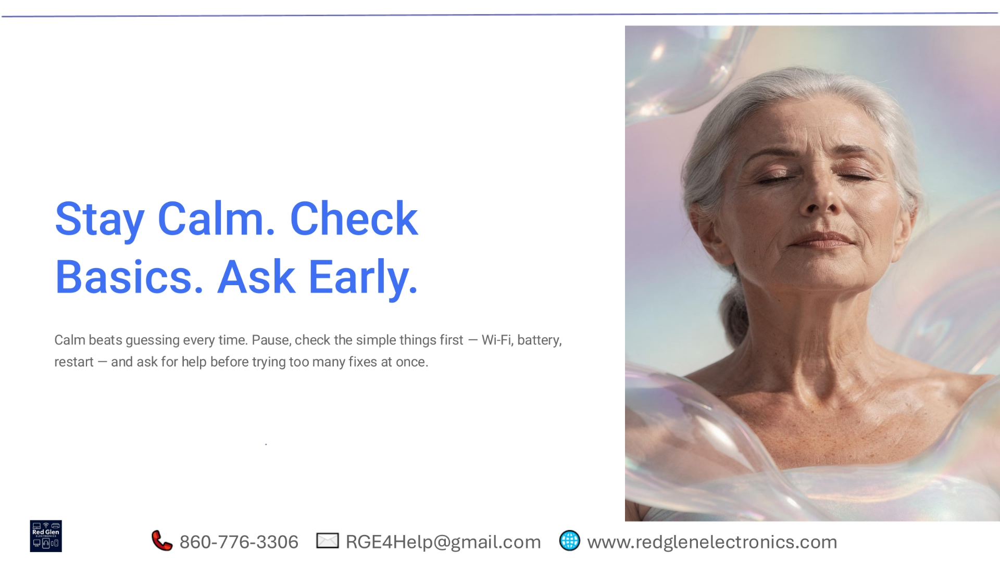 Stay Calm. Check
Basics. Ask Early.
Calm beats guessing every time. Pause, check the simple things first — Wi-Fi, battery,
restart — and ask for help before trying too many fixes at once.
.
Red Glen
ELECTRONICS
860-776-3306 RGE4Help@gmail.com www.redglenelectronics.com